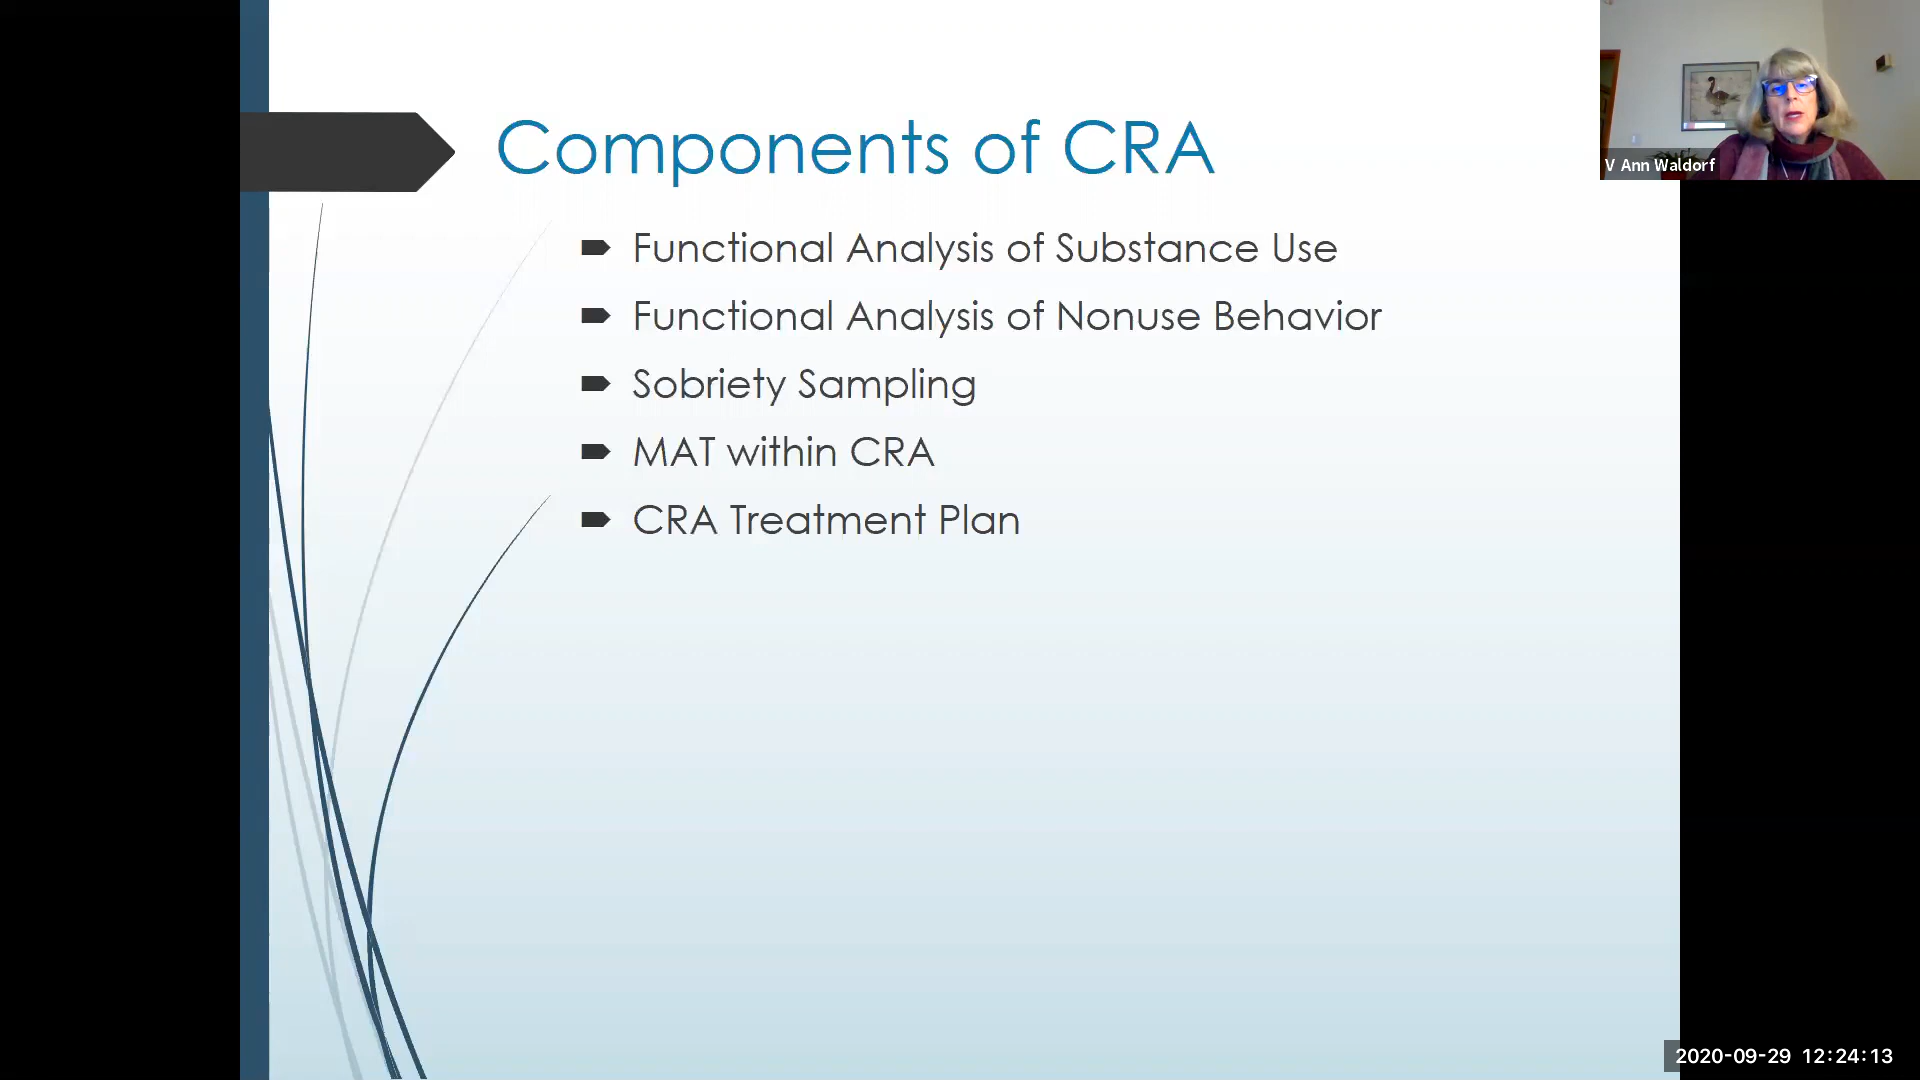 Components of CRA
Functional Analysis of Substance Use
Functional Analysis of Nonuse Behavior
Sobriety Sampling
MAT within CRA
CRA Treatment Plan
V Ann Waldorf
2020-09-29 12:24:13